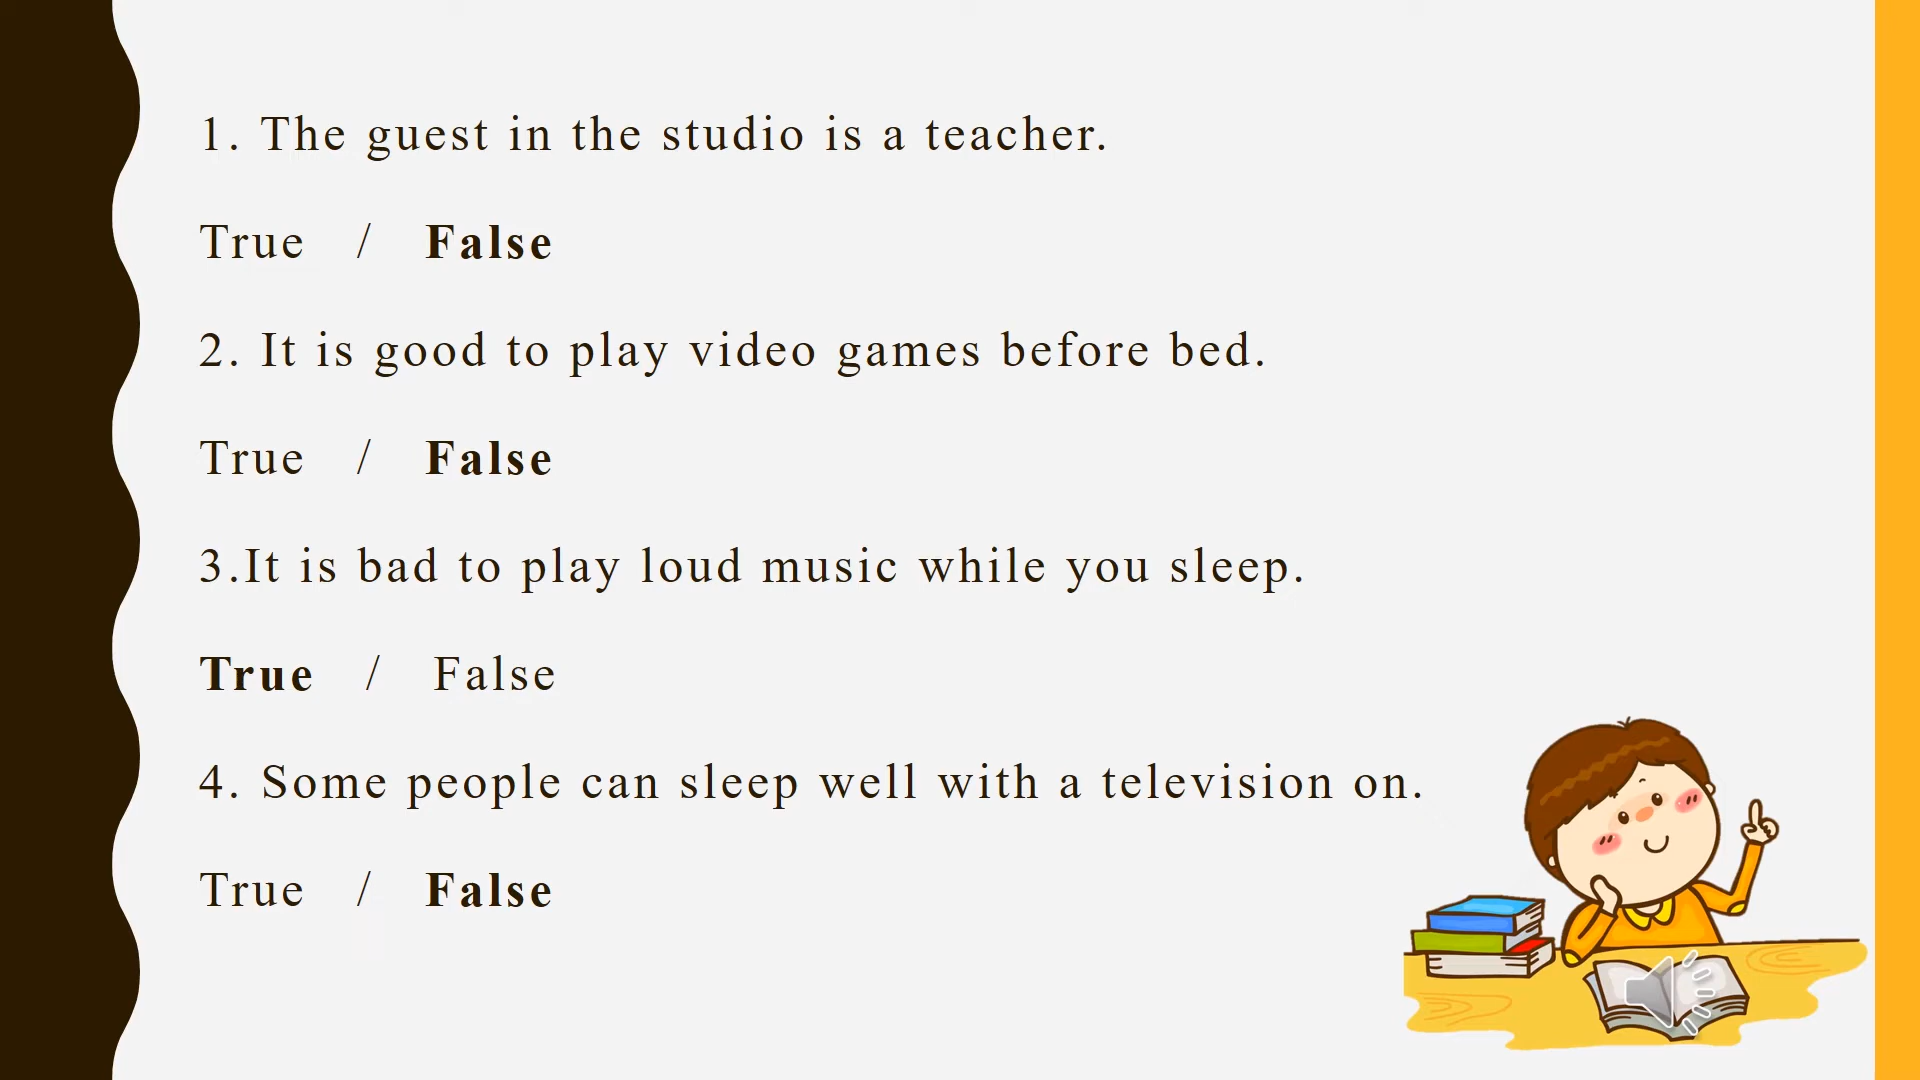 1. The guest in the studio is a teacher.
True / False
2. It is good to play video games before bed.
True / False
3.It is bad to play loud music while you sleep.
True / False
4. Some people can sleep well with a television on.
True / False